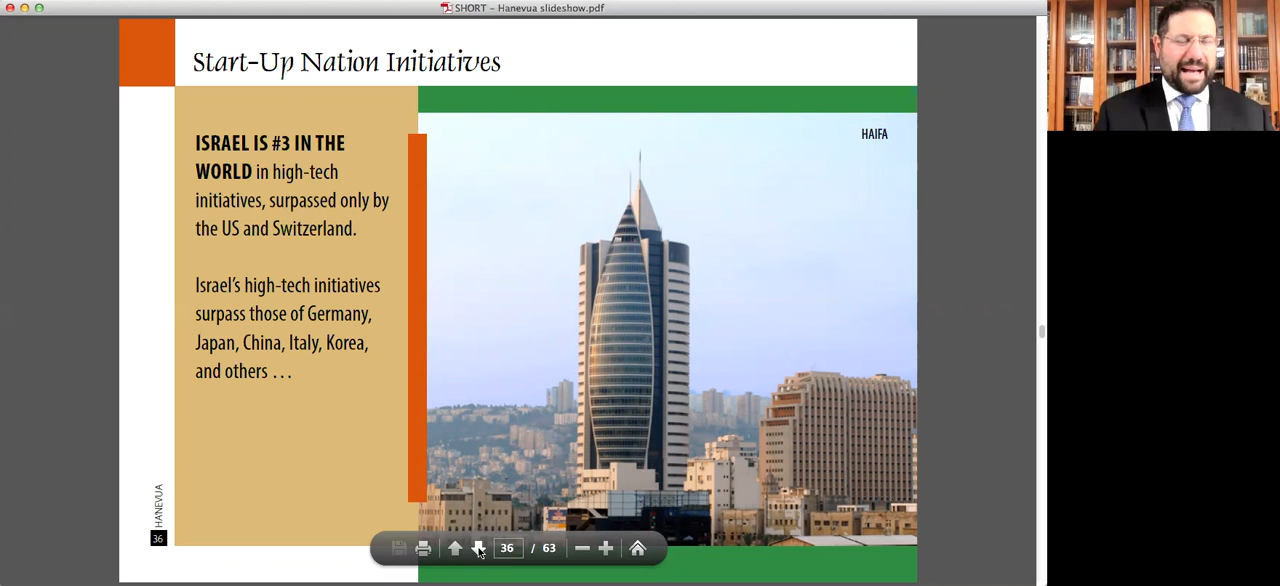 SHORT - Hanevua slideshow.pdf
Start-Up Nation Initiatives
ISRAEL IS #3 IN THE
WORLD in high-tech
initiatives, surpassed only by
the US and Switzerland.
Israel's high-tech initiatives
surpass those of Germany,
Japan, China, Italy, Korea,
and others …
HAIFA
HANEVUA
36
36 / 63